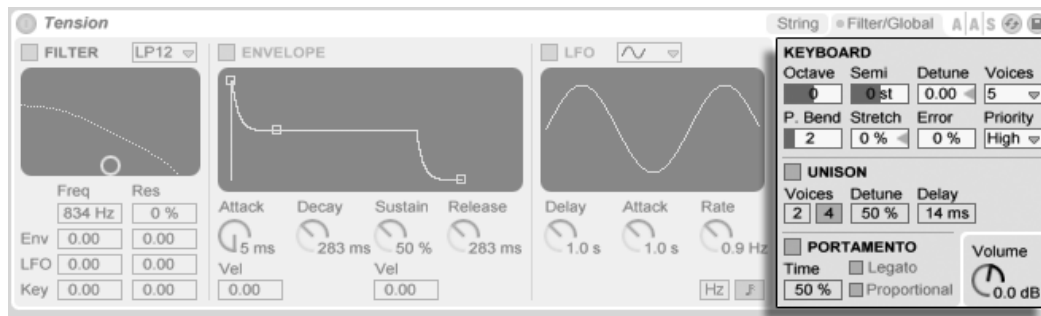 Tension
String
Filter/Global
A A S
FILTER
LP12
Freq
Res
834 Hz
0 %
Env
0.00
0.00
LFO
0.00
0.00
Key
0.00
0.00
ENVELOPE
Attack
Decay
Sustain
Release
5 ms
283 ms
50 %
283 ms
Vel
Vel
0.00
0.00
LFO
Delay
Attack
Rate
1.0 s
1.0 s
0.9 Hz
Hz
KEYBOARD
Octave
Semi
Detune
Voices
0
0 st
0.00
5
P. Bend
Stretch
Error
Priority
2
0 %
0 %
High
UNISON
Voices
Detune
Delay
2
4
50 %
14 ms
PORTAMENTO
Time
Legato
50 %
Proportional
Volume
0.0 dB